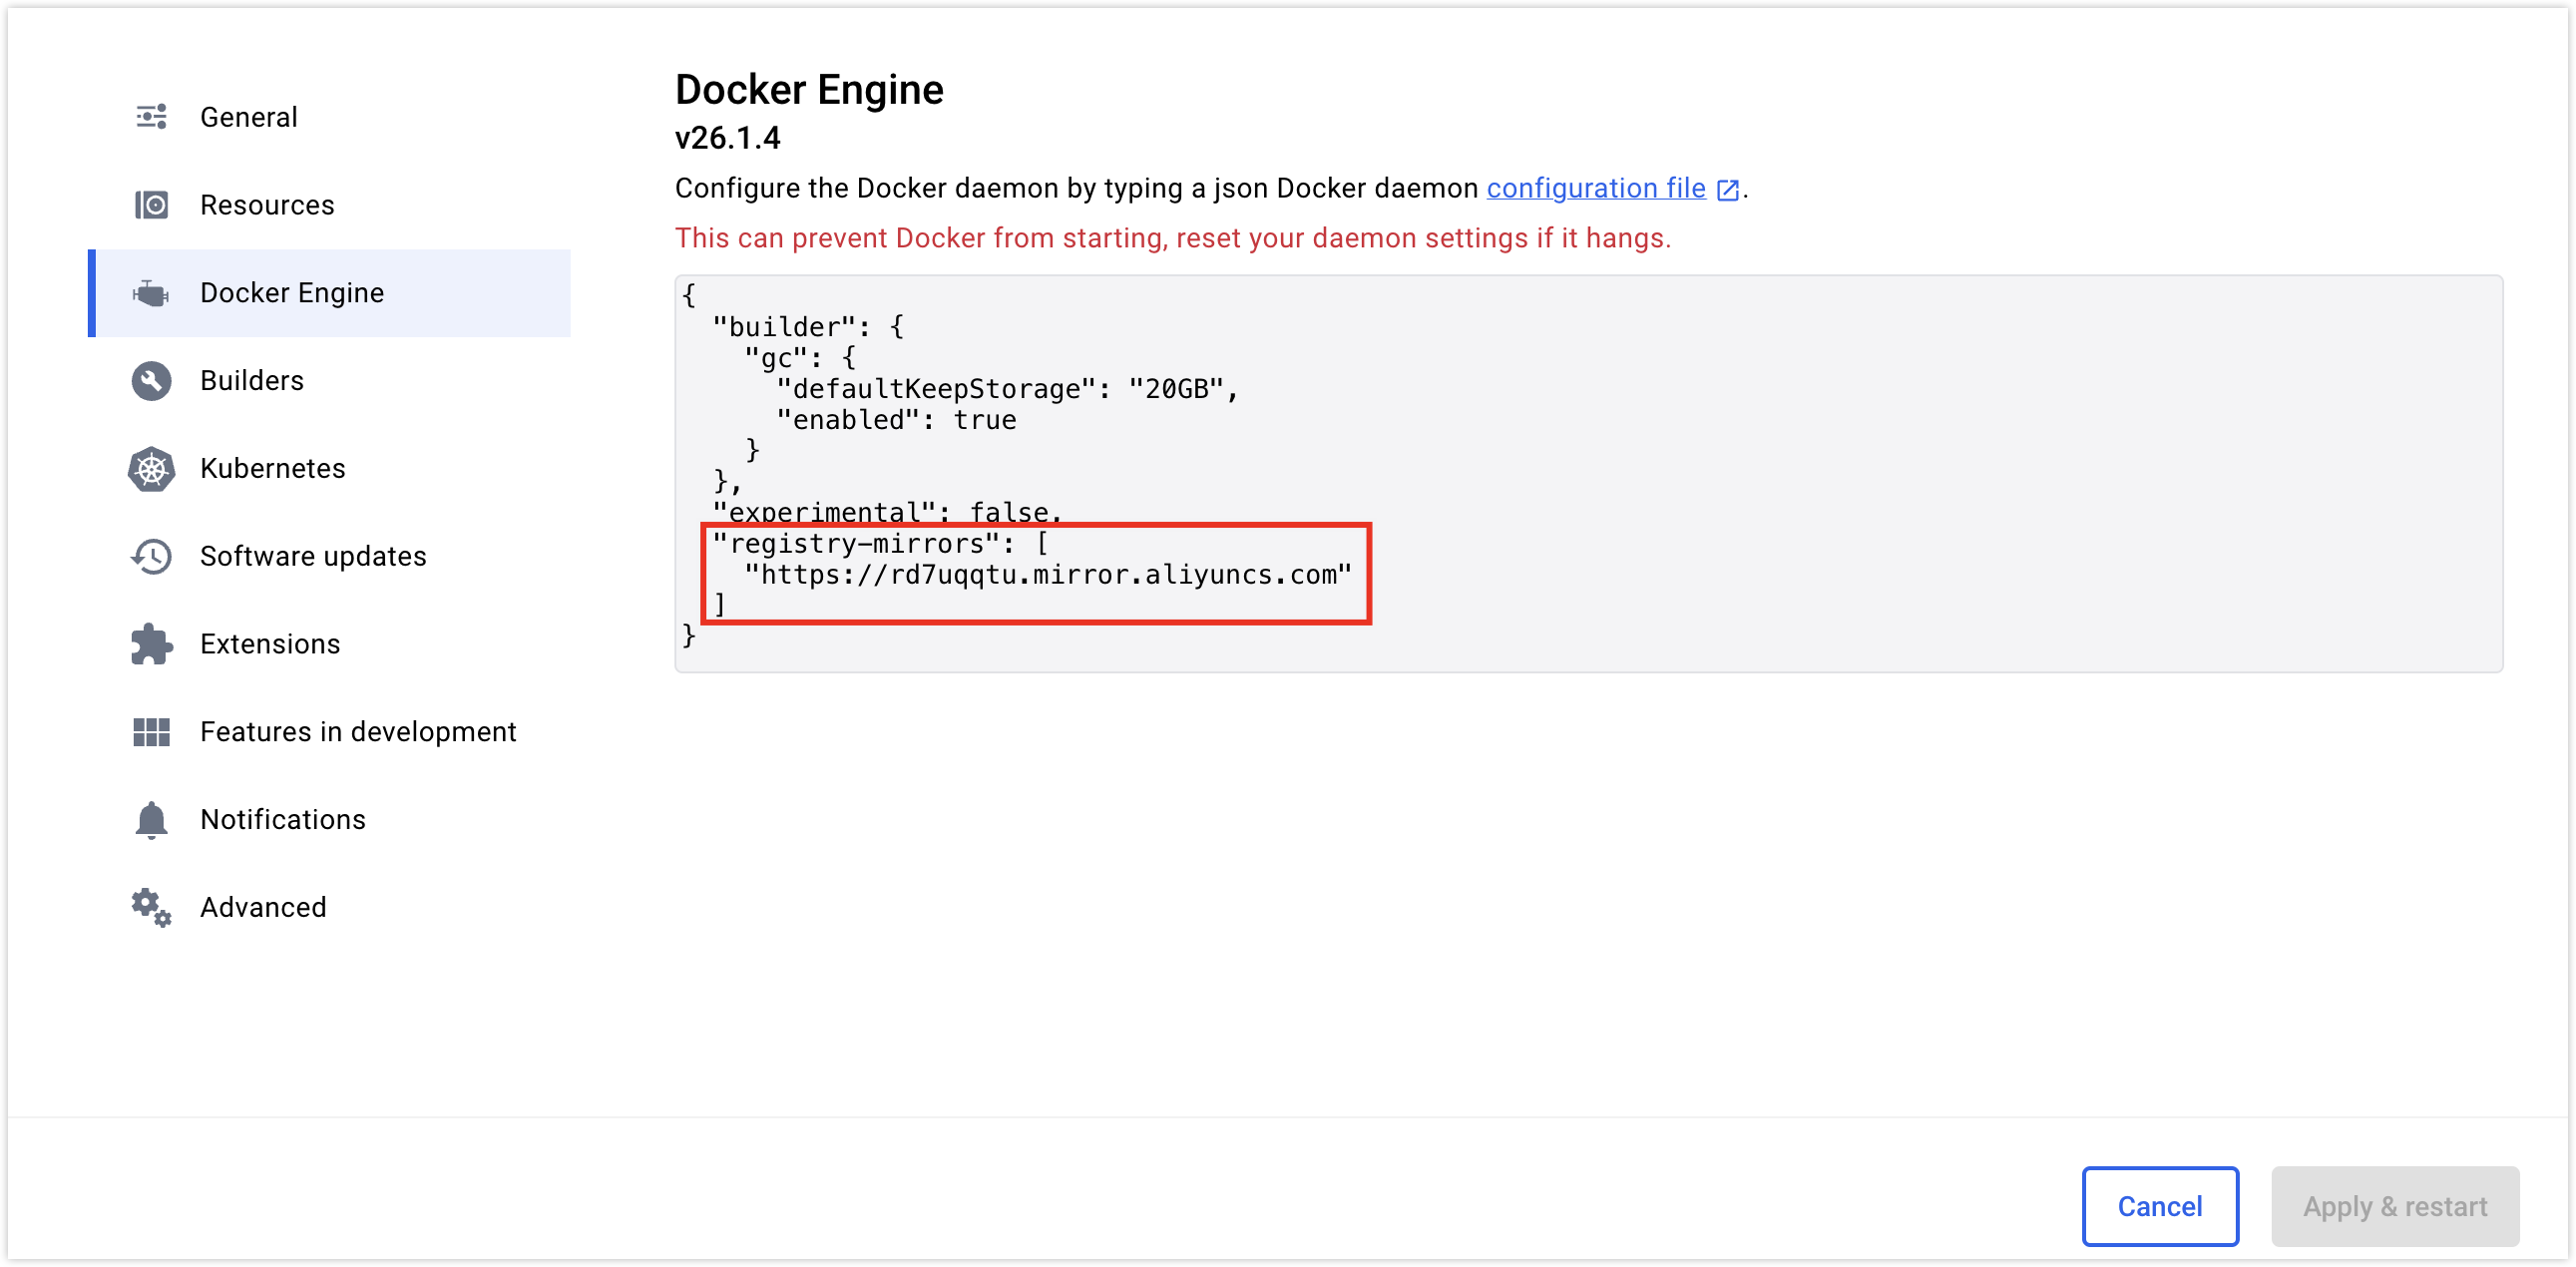 General
Resources
Docker Engine
Builders
Kubernetes
Software updates
Extensions
Features in development
Notifications
Advanced
Docker Engine
v26.1.4
Configure the Docker daemon by typing a json Docker daemon configuration file.
This can prevent Docker from starting, reset your daemon settings if it hangs.
{
  "builder": {
    "gc": {
      "defaultKeepStorage": "20GB",
      "enabled": true
    }
  },
  "experimental": false,
  "registry-mirrors": [
    "https://rd7uqqtu.mirror.aliyuncs.com"
  ]
}
Cancel
Apply & restart